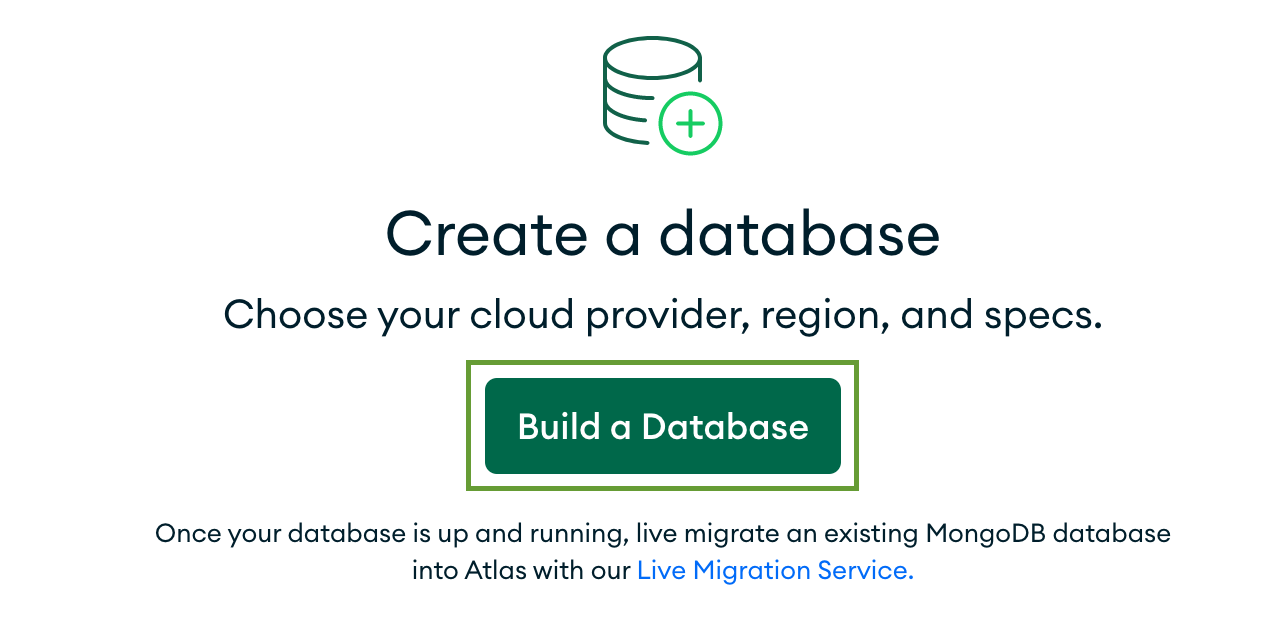 Create a database
Choose your cloud provider, region, and specs.
Build a Database
Once your database is up and running, live migrate an existing MongoDB database
into Atlas with our Live Migration Service.